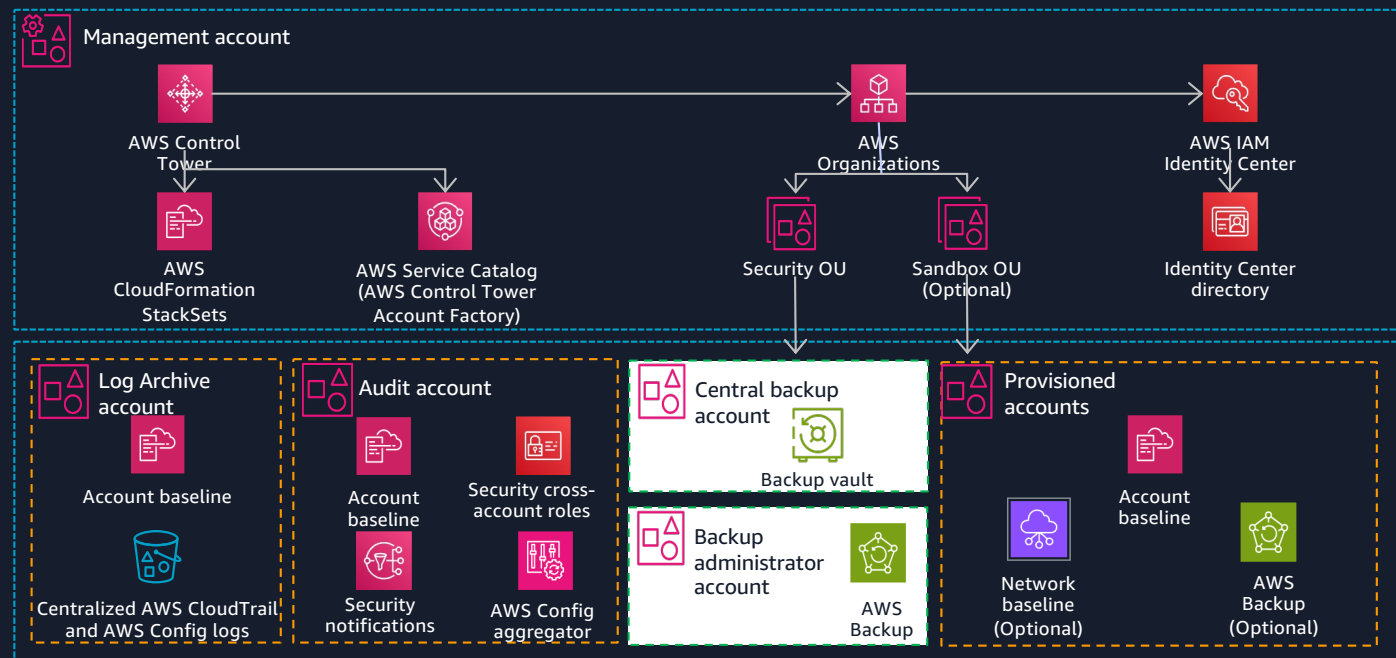 Management account
AWS Control
Tower
AWS
Organizations
AWS IAM
Identity Center
AWS
CloudFormation
StackSets
AWS Service Catalog
(AWS Control Tower
Account Factory)
Security OU
Sandbox OU
(Optional)
Identity Center
directory
Log Archive
account
Account baseline
Centralized AWS CloudTrail
and AWS Config logs
Audit account
Account
baseline
Security cross-
account roles
Security
notifications
AWS Config
aggregator
Central backup
account
Backup vault
Backup
administrator
account
AWS
Backup
Provisioned
accounts
Account
baseline
Network
baseline
(Optional)
AWS
Backup
(Optional)